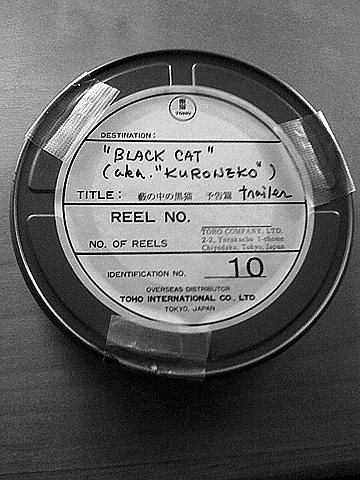 DESTINATION:
"BLACK CAT"
(aka. "KURONEKO")
TITLE: 藪の中の黒猫 予告篇 trailer
REEL NO.
TOHO COMPANY, LTD.
NO. OF REELS 2-2, Yurakucho 1-chome
Chiyodaku, Tokyo, Japan
IDENTIFICATION NO. 10
OVERSEAS DISTRIBUTOR
TOHO INTERNATIONAL CO., LTD
TOKYO, JAPAN